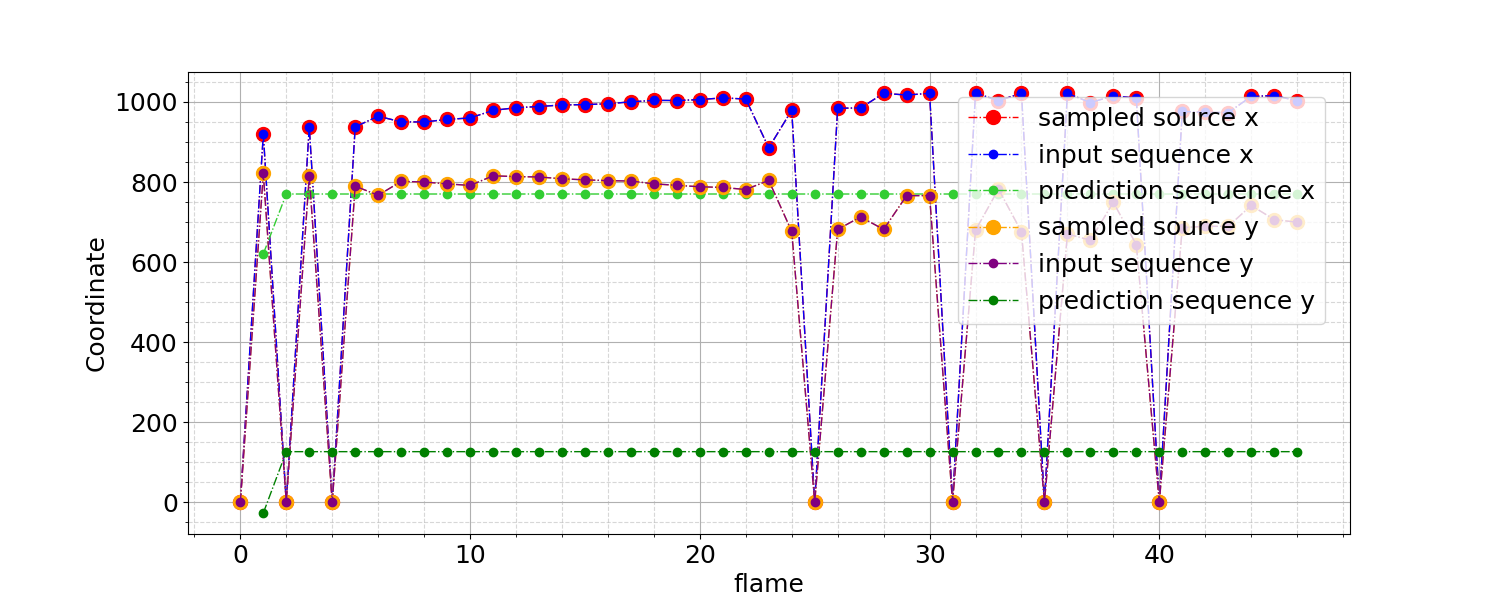 1000
800
600
400
200
0
Coordinate
0 10 20 30 40
flame
sampled source x
input sequence x
prediction sequence x
sampled source y
input sequence y
prediction sequence y